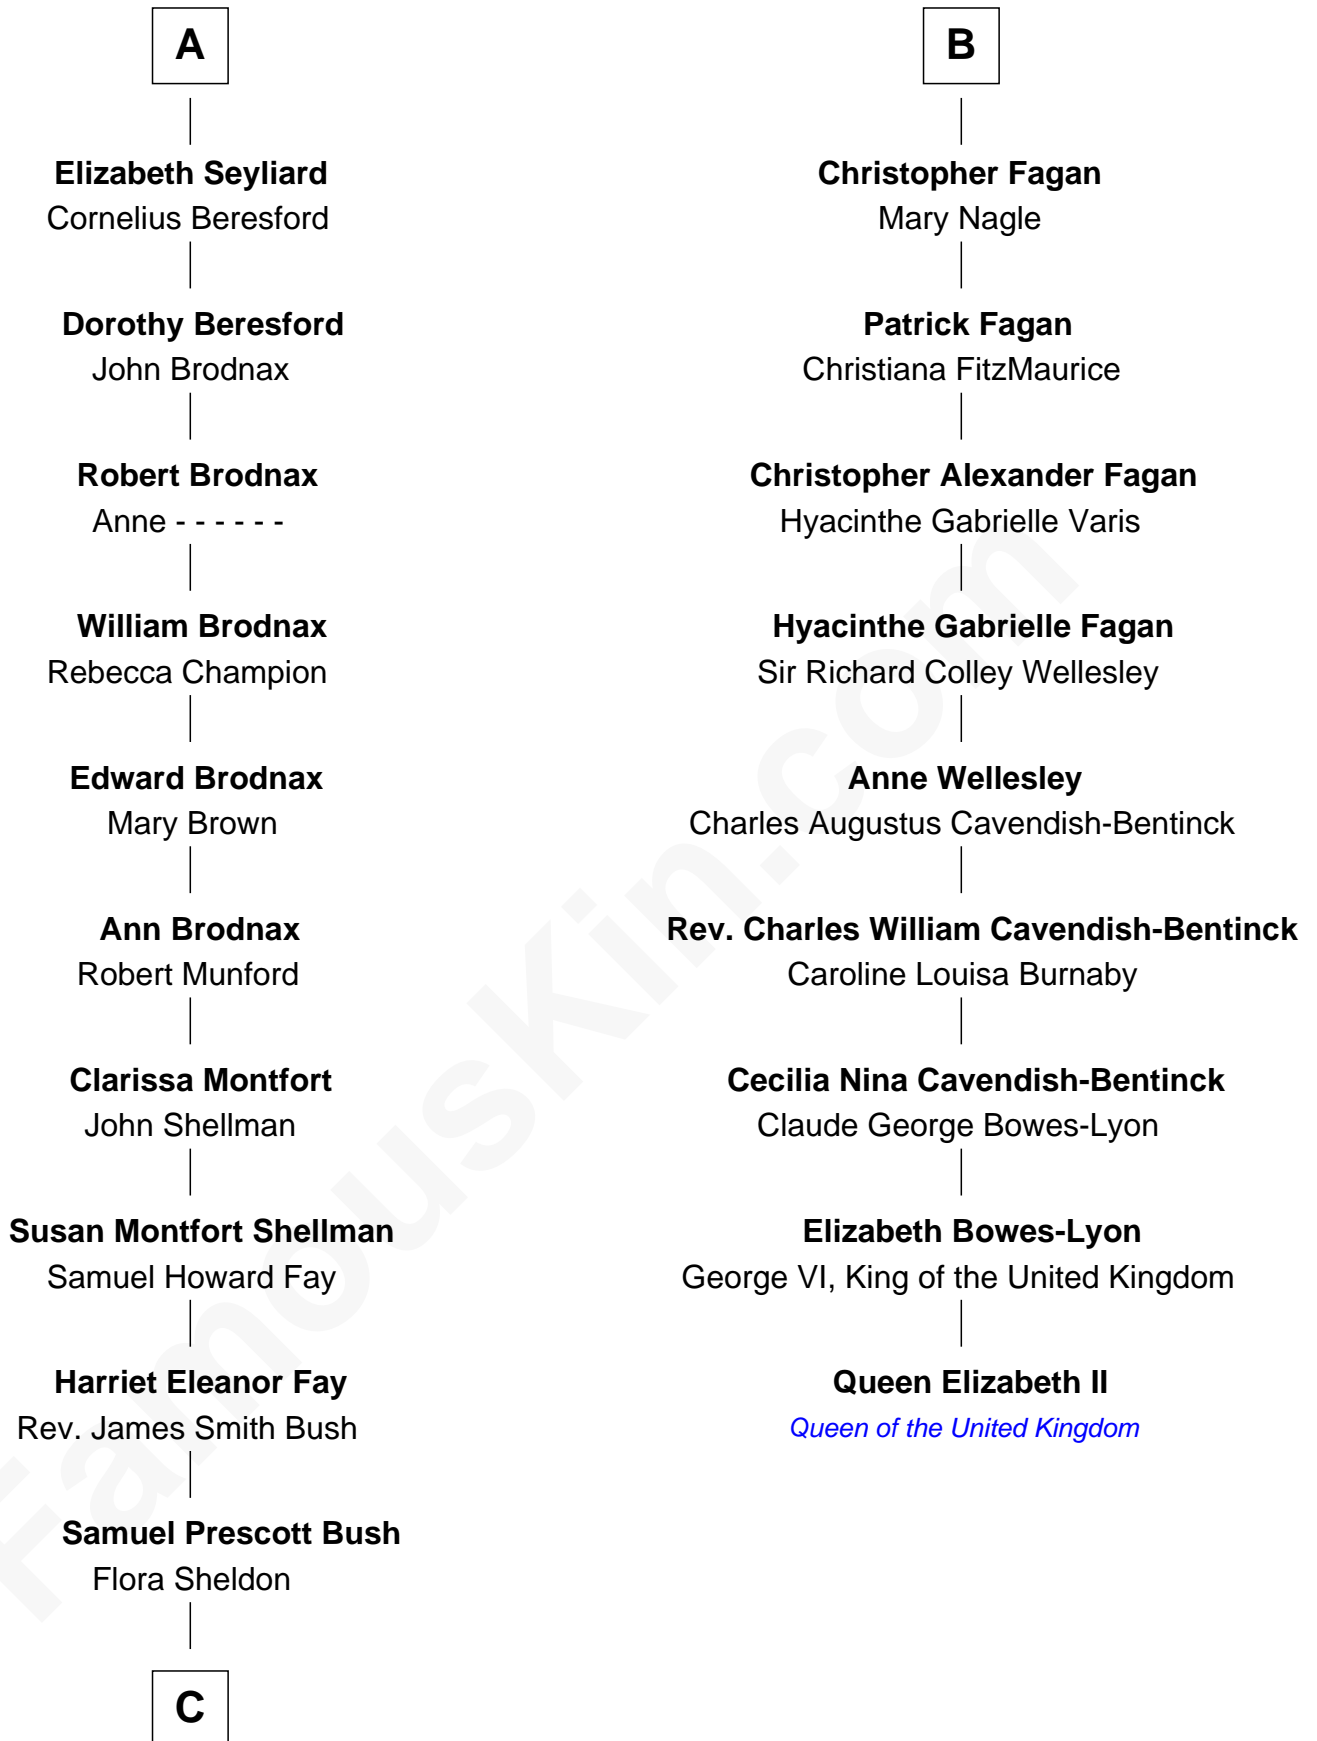 A
Elizabeth Seyliard
Cornelius Beresford
Dorothy Beresford
John Brodnax
Robert Brodnax
Anne - - - - - -
William Brodnax
Rebecca Champion
Edward Brodnax
Mary Brown
Ann Brodnax
Robert Munford
Clarissa Montfort
John Shellman
Susan Montfort Shellman
Samuel Howard Fay
Harriet Eleanor Fay
Rev. James Smith Bush
Samuel Prescott Bush
Flora Sheldon
C
B
Christopher Fagan
Mary Nagle
Patrick Fagan
Christiana FitzMaurice
Christopher Alexander Fagan
Hyacinthe Gabrielle Varis
Hyacinthe Gabrielle Fagan
Sir Richard Colley Wellesley
Anne Wellesley
Charles Augustus Cavendish-Bentinck
Rev. Charles William Cavendish-Bentinck
Caroline Louisa Burnaby
Cecilia Nina Cavendish-Bentinck
Claude George Bowes-Lyon
Elizabeth Bowes-Lyon
George VI, King of the United Kingdom
Queen Elizabeth II
Queen of the United Kingdom
FamousKin.com